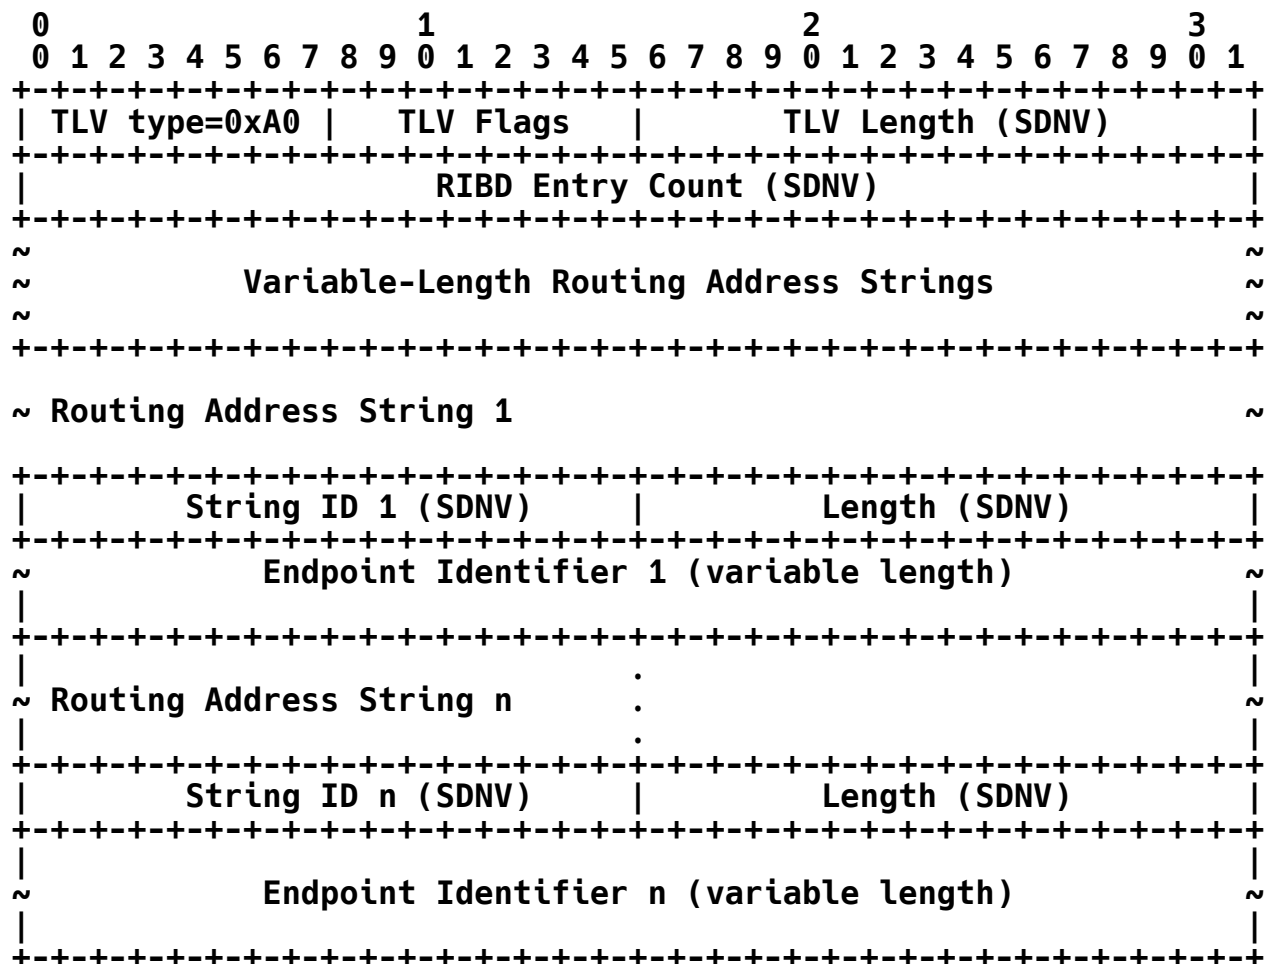 0                   1                   2                   3
 0 1 2 3 4 5 6 7 8 9 0 1 2 3 4 5 6 7 8 9 0 1 2 3 4 5 6 7 8 9 0 1
+-+-+-+-+-+-+-+-+-+-+-+-+-+-+-+-+-+-+-+-+-+-+-+-+-+-+-+-+-+-+-+-+
| TLV type=0xA0 |   TLV Flags   |       TLV Length (SDNV)       |
+-+-+-+-+-+-+-+-+-+-+-+-+-+-+-+-+-+-+-+-+-+-+-+-+-+-+-+-+-+-+-+-+
|                     RIBD Entry Count (SDNV)                   |
+-+-+-+-+-+-+-+-+-+-+-+-+-+-+-+-+-+-+-+-+-+-+-+-+-+-+-+-+-+-+-+-+
~                                                               ~
~           Variable-Length Routing Address Strings             ~
~                                                               ~
+-+-+-+-+-+-+-+-+-+-+-+-+-+-+-+-+-+-+-+-+-+-+-+-+-+-+-+-+-+-+-+-+
~ Routing Address String 1                                      ~
+-+-+-+-+-+-+-+-+-+-+-+-+-+-+-+-+-+-+-+-+-+-+-+-+-+-+-+-+-+-+-+-+
|        String ID 1 (SDNV)     |         Length (SDNV)         |
+-+-+-+-+-+-+-+-+-+-+-+-+-+-+-+-+-+-+-+-+-+-+-+-+-+-+-+-+-+-+-+-+
~            Endpoint Identifier 1 (variable length)            ~
|                                                               |
+-+-+-+-+-+-+-+-+-+-+-+-+-+-+-+-+-+-+-+-+-+-+-+-+-+-+-+-+-+-+-+-+
|                               .                               |
~ Routing Address String n      .                               ~
|                               .                               |
+-+-+-+-+-+-+-+-+-+-+-+-+-+-+-+-+-+-+-+-+-+-+-+-+-+-+-+-+-+-+-+-+
|        String ID n (SDNV)     |         Length (SDNV)         |
+-+-+-+-+-+-+-+-+-+-+-+-+-+-+-+-+-+-+-+-+-+-+-+-+-+-+-+-+-+-+-+-+
|                                                               |
~            Endpoint Identifier n (variable length)            ~
|                                                               |
+-+-+-+-+-+-+-+-+-+-+-+-+-+-+-+-+-+-+-+-+-+-+-+-+-+-+-+-+-+-+-+-+